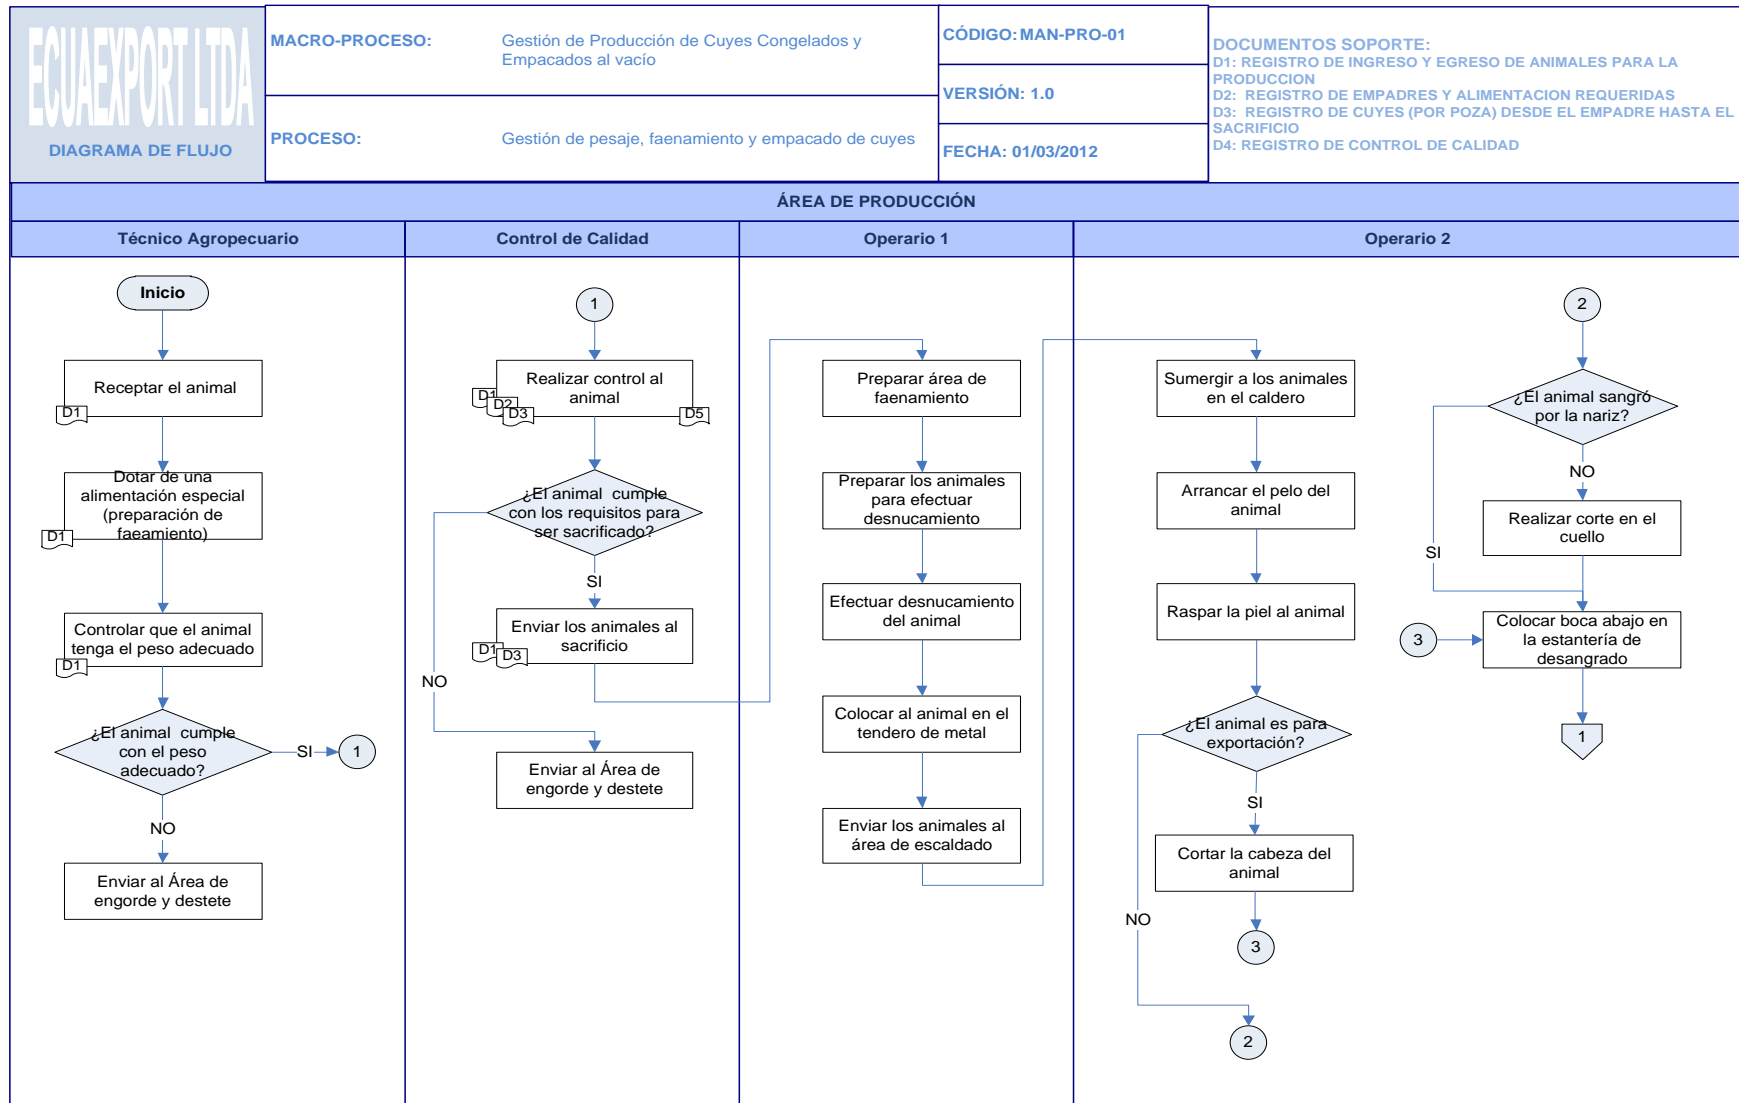 ECUAEXPORT LTDA
DIAGRAMA DE FLUJO
MACRO-PROCESO:
Gestión de Producción de Cuyes Congelados y
Empacados al vacío
PROCESO:
Gestión de pesaje, faenamiento y empacado de cuyes
CÓDIGO: MAN-PRO-01
VERSIÓN: 1.0
FECHA: 01/03/2012
DOCUMENTOS SOPORTE:
D1: REGISTRO DE INGRESO Y EGRESO DE ANIMALES PARA LA
PRODUCCION
D2: REGISTRO DE EMPADRES Y ALIMENTACION REQUERIDAS
D3: REGISTRO DE CUYES (POR POZA) DESDE EL EMPADRE HASTA EL
SACRIFICIO
D4: REGISTRO DE CONTROL DE CALIDAD
ÁREA DE PRODUCCIÓN
Técnico Agropecuario
Control de Calidad
Operario 1
Operario 2
Inicio
Receptar el animal
D1
Dotar de una
alimentación especial
(preparación de
faeamiento)
D1
Controlar que el animal
tenga el peso adecuado
D1
¿El animal cumple
con el peso
adecuado?
SI
1
NO
Enviar al Área de
engorde y destete
1
Realizar control al
animal
D1
D2
D3
D5
¿El animal cumple
con los requisitos para
ser sacrificado?
SI
Enviar los animales al
sacrificio
D1
D3
NO
Enviar al Área de
engorde y destete
Preparar área de
faenamiento
Preparar los animales
para efectuar
desnucamiento
Efectuar desnucamiento
del animal
Colocar al animal en el
tendero de metal
Enviar los animales al
área de escaldado
Sumergir a los animales
en el caldero
Arrancar el pelo del
animal
Raspar la piel al animal
¿El animal es para
exportación?
SI
Cortar la cabeza del
animal
3
NO
2
2
¿El animal sangró
por la nariz?
NO
Realizar corte en el
cuello
SI
3
Colocar boca abajo en
la estantería de
desangrado
1